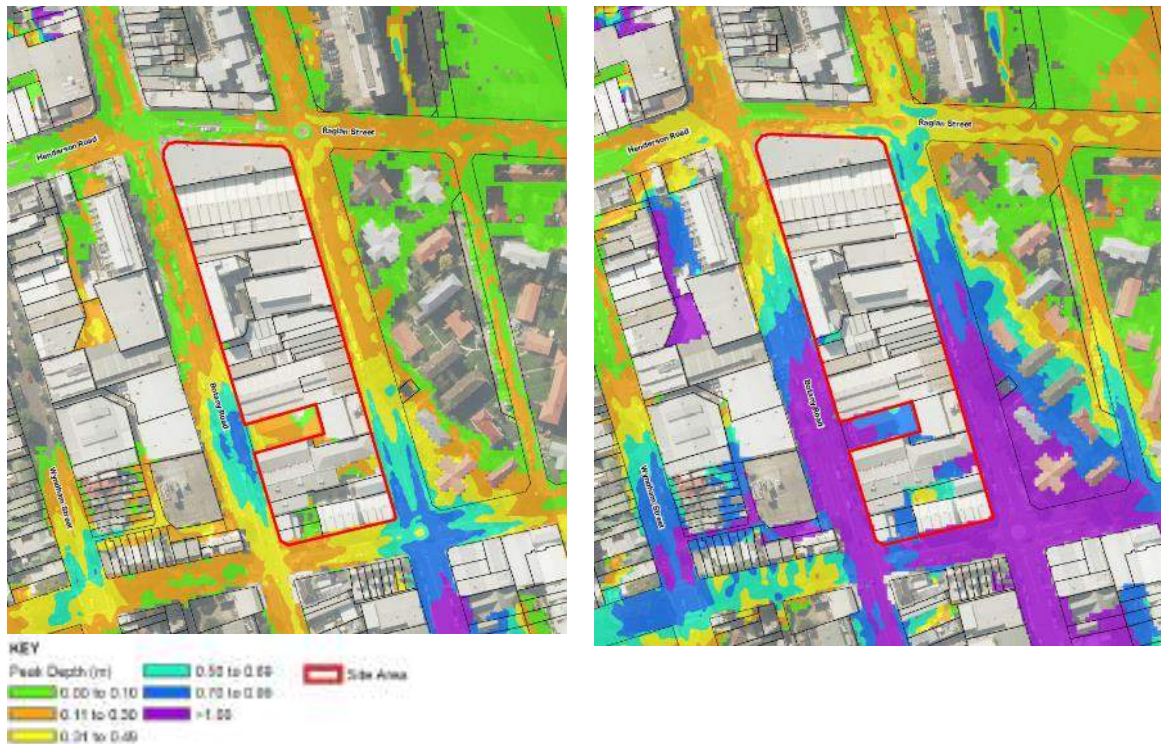 Henderson Road
Raglan Street
Botany Road
Wyndham Street
Henderson Road
Raglan Street
Botany Road
Wyndham Street
KEY
Peak Depth (m)
0.00 to 0.10
0.11 to 0.30
0.31 to 0.49
0.50 to 0.69
0.70 to 0.99
>1.00
Site Area